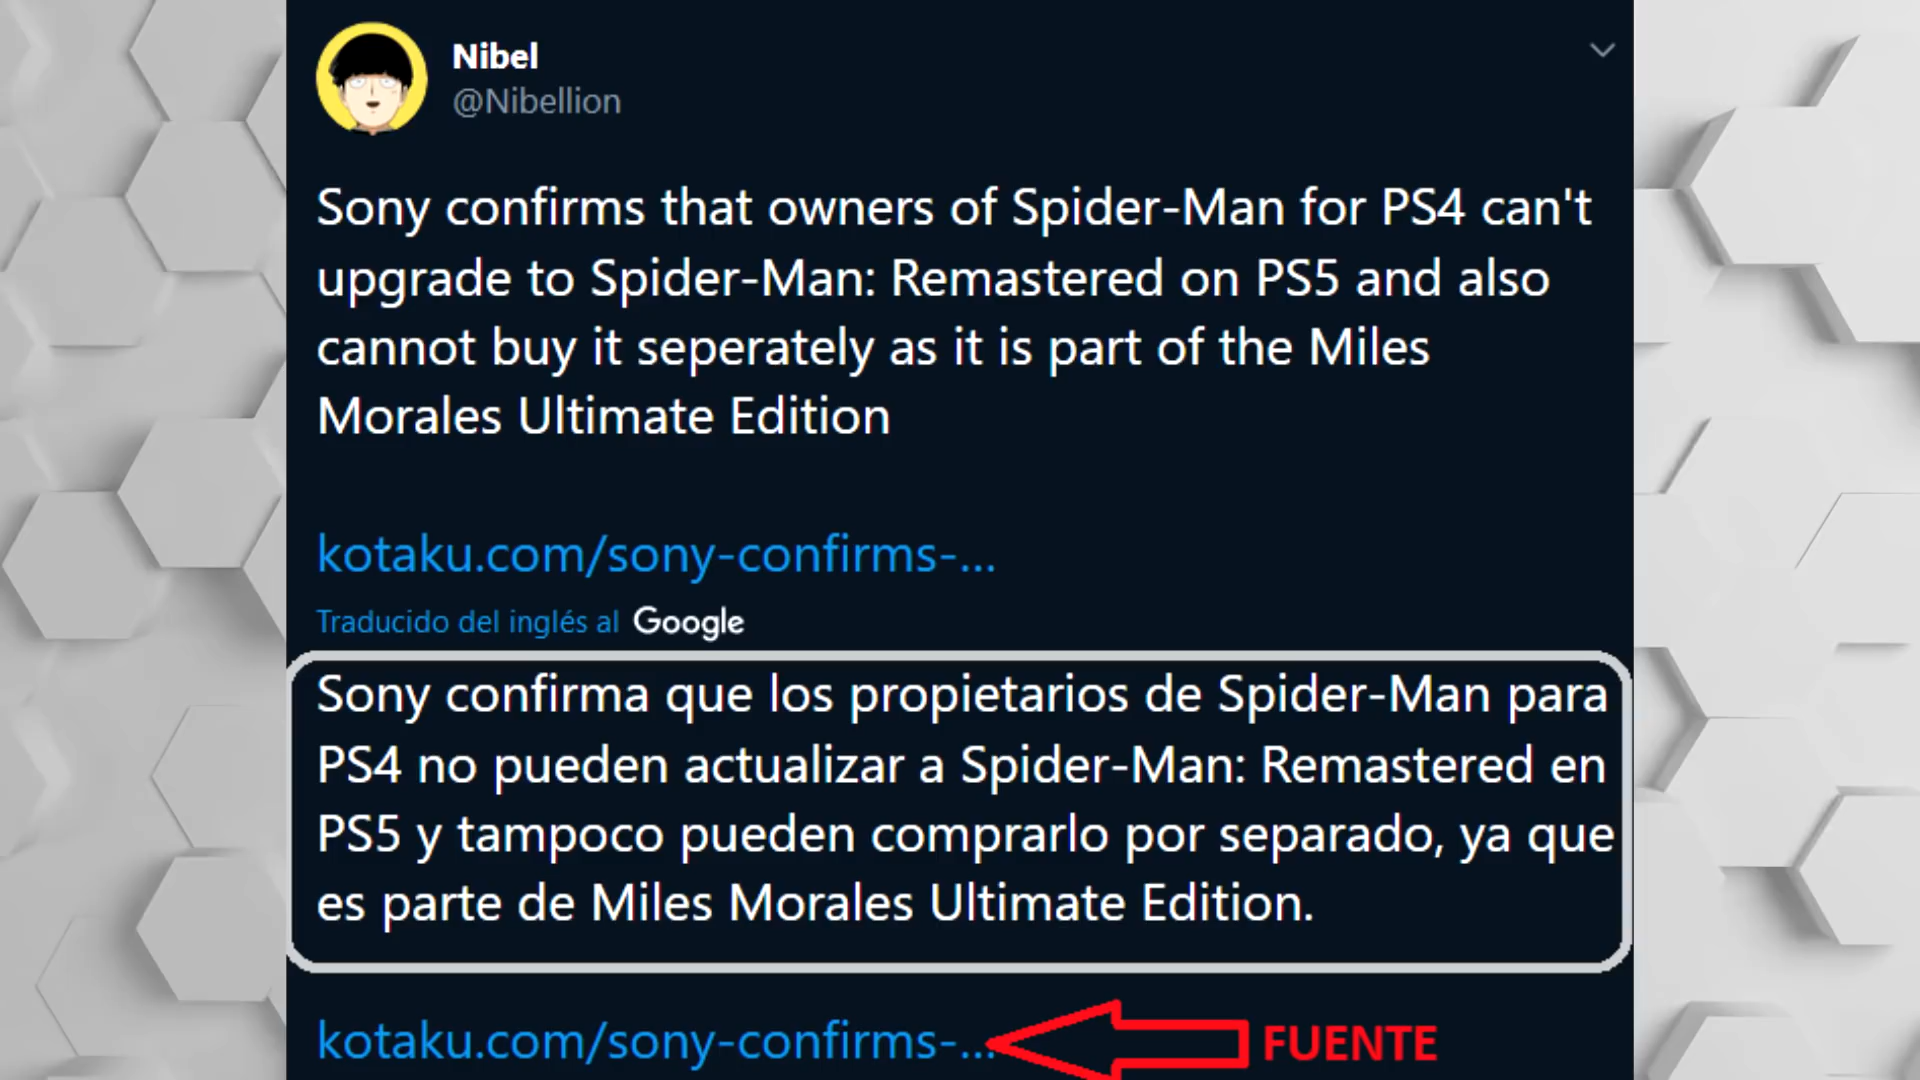 Nibel
@Nibellion
Sony confirms that owners of Spider-Man for PS4 can't
upgrade to Spider-Man: Remastered on PS5 and also
cannot buy it seperately as it is part of the Miles
Morales Ultimate Edition
kotaku.com/sony-confirms-...
Traducido del inglés al Google
Sony confirma que los propietarios de Spider-Man para
PS4 no pueden actualizar a Spider-Man: Remastered en
PS5 y tampoco pueden comprarlo por separado, ya que
es parte de Miles Morales Ultimate Edition.
kotaku.com/sony-confirms-... FUENTE